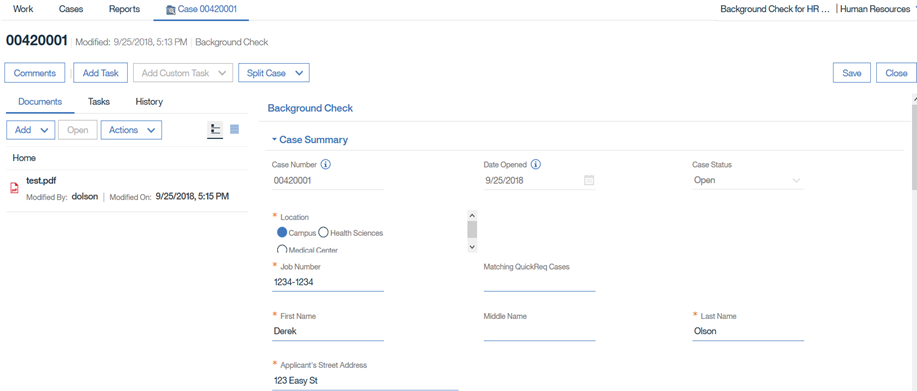 Work Cases Reports Case 00420001 Background Check for HR ... | Human Resources
00420001 | Modified: 9/25/2018, 5:13 PM | Background Check
Comments Add Task Add Custom Task Split Case Save Close
Documents Tasks History
Background Check
Add Open Actions
Case Summary
Home
Case Number Date Opened Case Status
test.pdf
00420001 9/25/2018 Open
Modified By: dolson | Modified On: 9/25/2018, 5:15 PM
* Location
Campus Health Sciences
Medical Center
* Job Number Matching QuickReq Cases
1234-1234
* First Name Middle Name * Last Name
Derek Olson
* Applicant's Street Address
123 Easy St